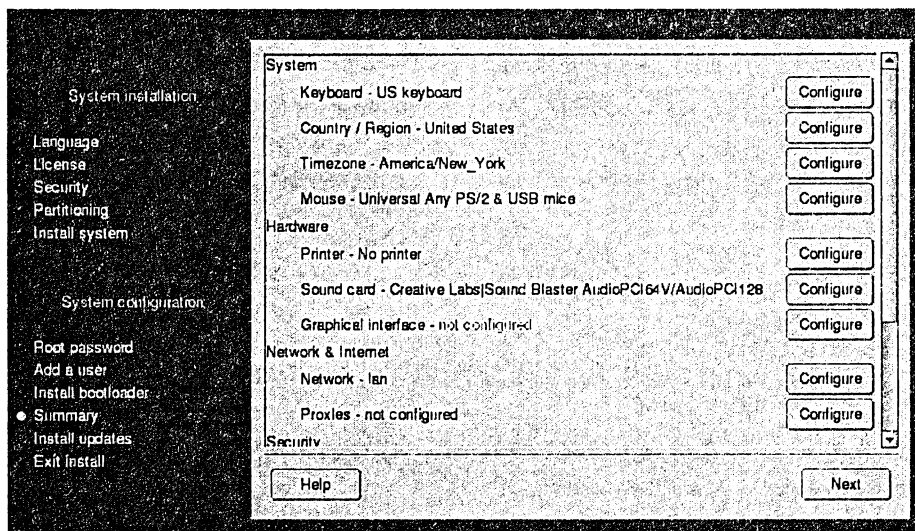 System installation
Language
License
Security
Partitioning
Install system
System configuration
Root password
Add a user
Install bootloader
Summary
Install updates
Exit install
System
Keyboard - US keyboard
Configure
Country / Region - United States
Configure
Timezone - America/New_York
Configure
Mouse - Universal Any PS/2 & USB mice
Configure
Hardware
Printer - No printer
Configure
Sound card - Creative Labs|Sound Blaster AudioPCI64V/AudioPCI128
Configure
Graphical interface - not configured
Configure
Network & Internet
Network - lan
Configure
Proxies - not configured
Configure
Security
Help
Next